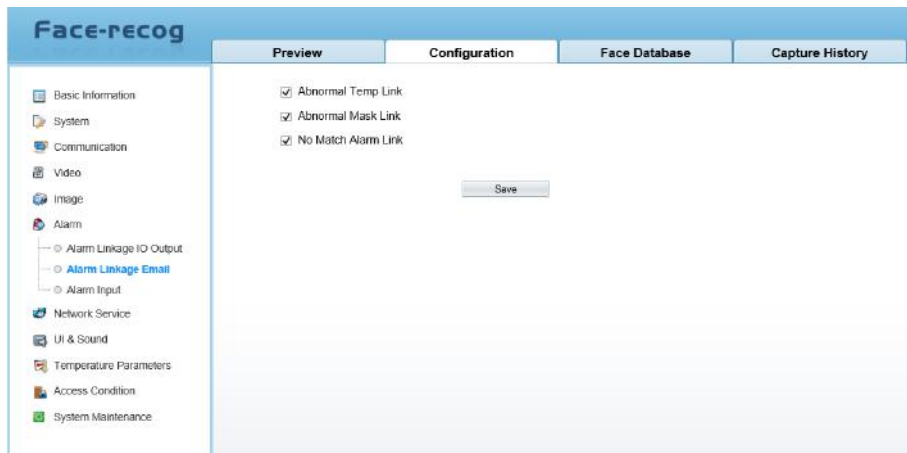 Face-recog
Preview
Configuration
Face Database
Capture History
Basic Information
System
Communication
Video
Image
Alarm
Alarm Linkage IO Output
Alarm Linkage Email
Alarm Input
Network Service
UI & Sound
Temperature Parameters
Access Condition
System Maintenance
Abnormal Temp Link
Abnormal Mask Link
No Match Alarm Link
Save